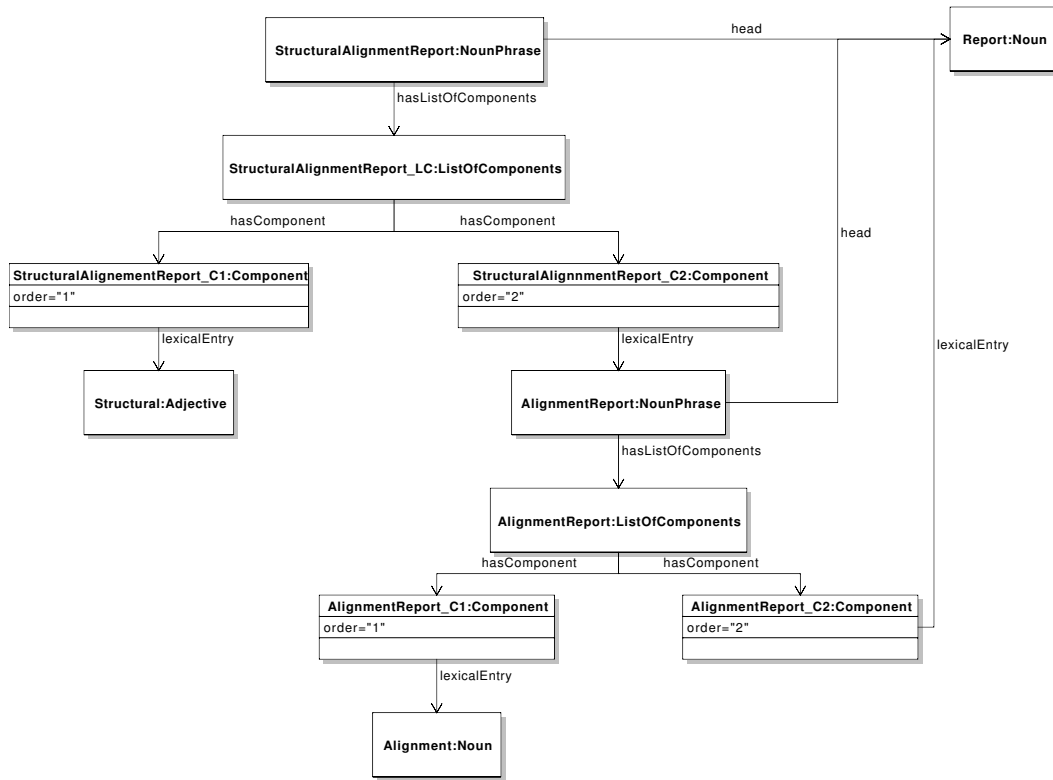 head
StructuralAlignmentReport:NounPhrase
Report:Noun
hasListOfComponents
StructuralAlignmentReport_LC:ListOfComponents
hasComponent
hasComponent
head
StructuralAlignementReport_C1:Component
order="1"
StructuralAlignnmentReport_C2:Component
order="2"
lexicalEntry
lexicalEntry
lexicalEntry
Structural:Adjective
AlignmentReport:NounPhrase
hasListOfComponents
AlignmentReport:ListOfComponents
hasComponent
hasComponent
AlignmentReport_C1:Component
order="1"
AlignmentReport_C2:Component
order="2"
lexicalEntry
Alignment:Noun